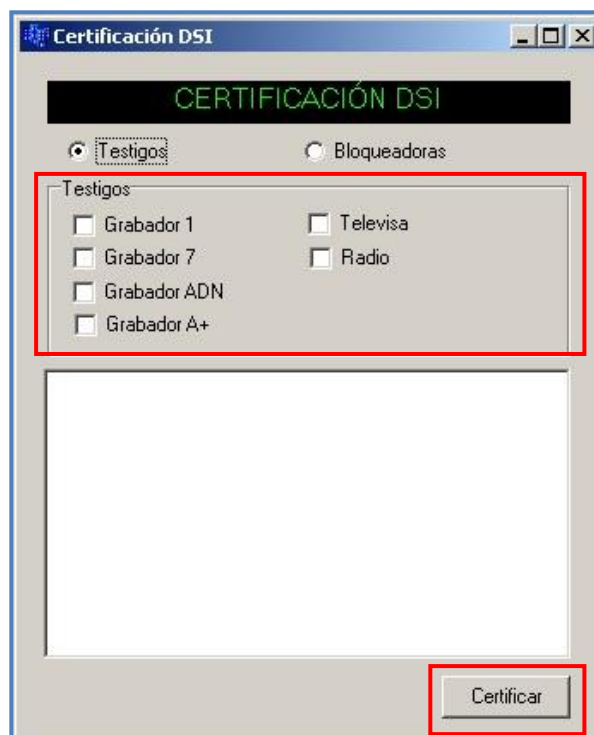 Certificación DSI
CERTIFICACIÓN DSI
Testigos Bloqueadoras
Testigos
Grabador 1 Televisa
Grabador 7 Radio
Grabador ADN
Grabador A+
Certificar